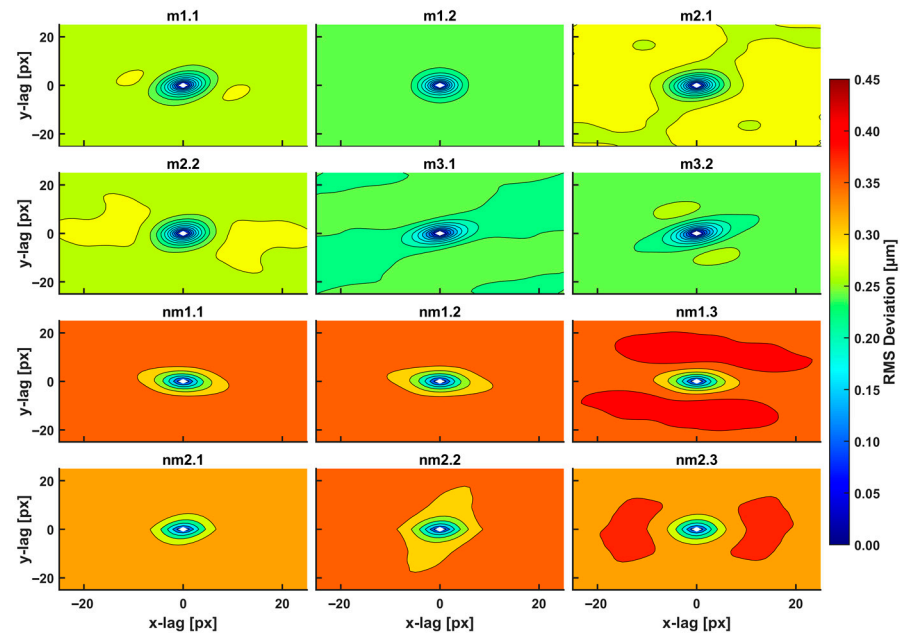 m1.1 m1.2 m2.1
20
0
−20
y-lag [px]
m2.2 m3.1 m3.2
20
0
−20
y-lag [px]
nm1.1 nm1.2 nm1.3
20
0
−20
y-lag [px]
nm2.1 nm2.2 nm2.3
20
0
−20
y-lag [px]
−20 0 20 −20 0 20 −20 0 20
x-lag [px] x-lag [px] x-lag [px]
0.45
0.40
0.35
0.30
0.25
0.20
0.15
0.10
0.05
0.00
RMS Deviation [µm]